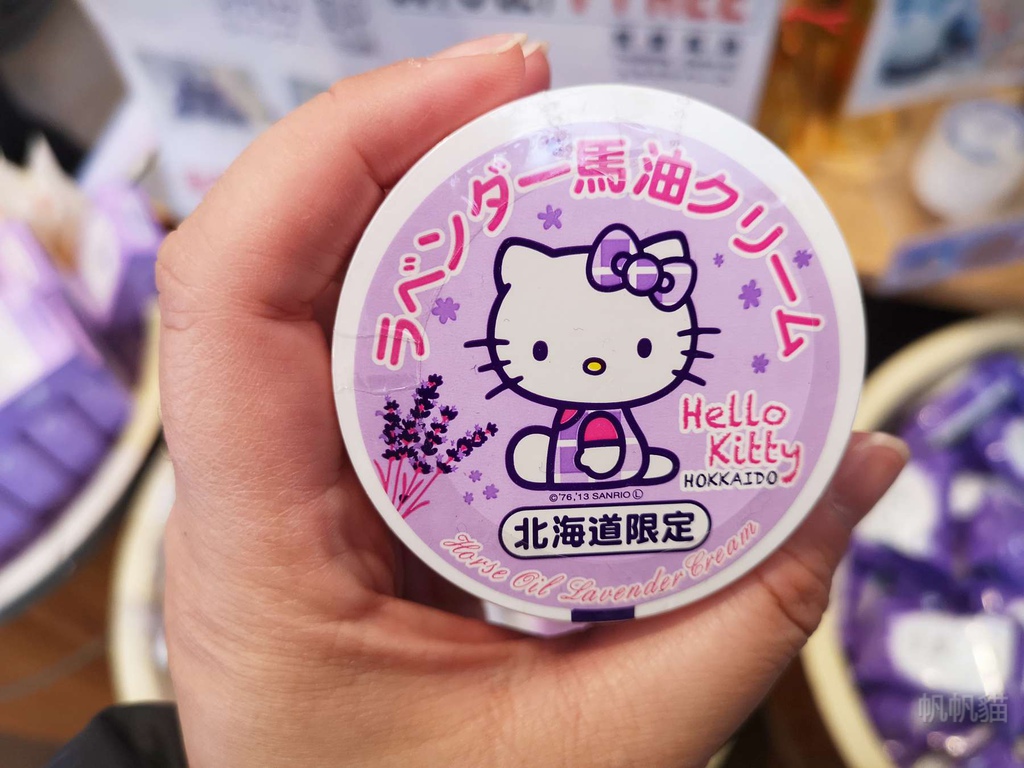 ラベンダー馬油クリーム
Hello
Kitty
HOKKAIDO
©'76,'13 SANRIO Ⓛ
北海道限定
Horse Oil Lavender Cream
帆帆貓